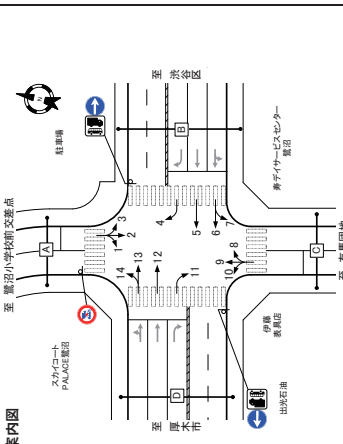 案内図
至 鷺沼小学校前 交差点
N
スカイコート
PALACE鷺沼
駐車場
A
至 渋谷区
B
1
2
3
4
5
6
7
8
9
10
11
12
13
14
D
至 厚木市
寿デイサービスセンター
鷺沼
C
伊藤
表具店
出光石油
至 有馬団地